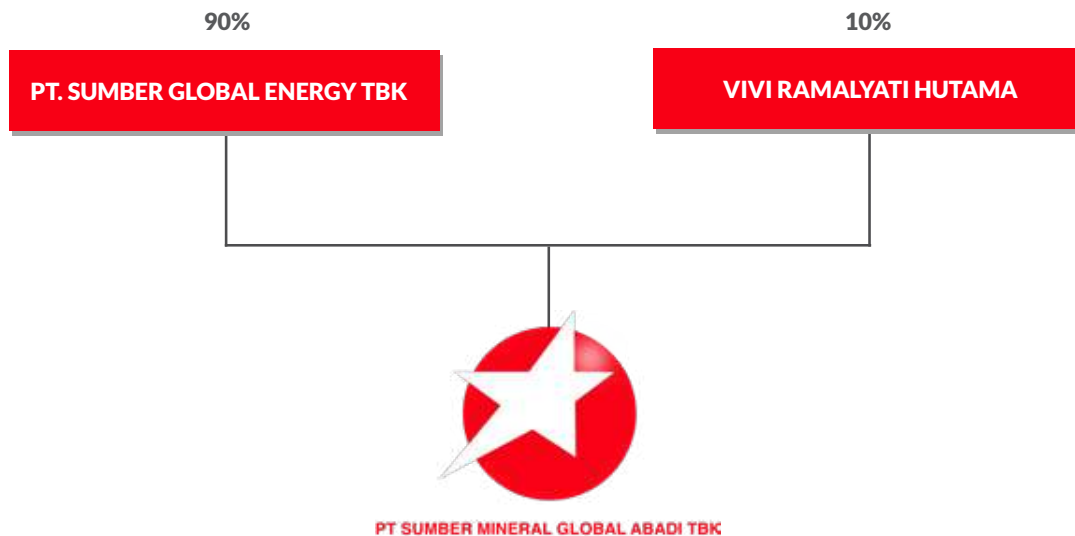 90%
10%
PT. SUMBER GLOBAL ENERGY TBK
VIVI RAMALYATI HUTAMA
PT SUMBER MINERAL GLOBAL ABADI TBK